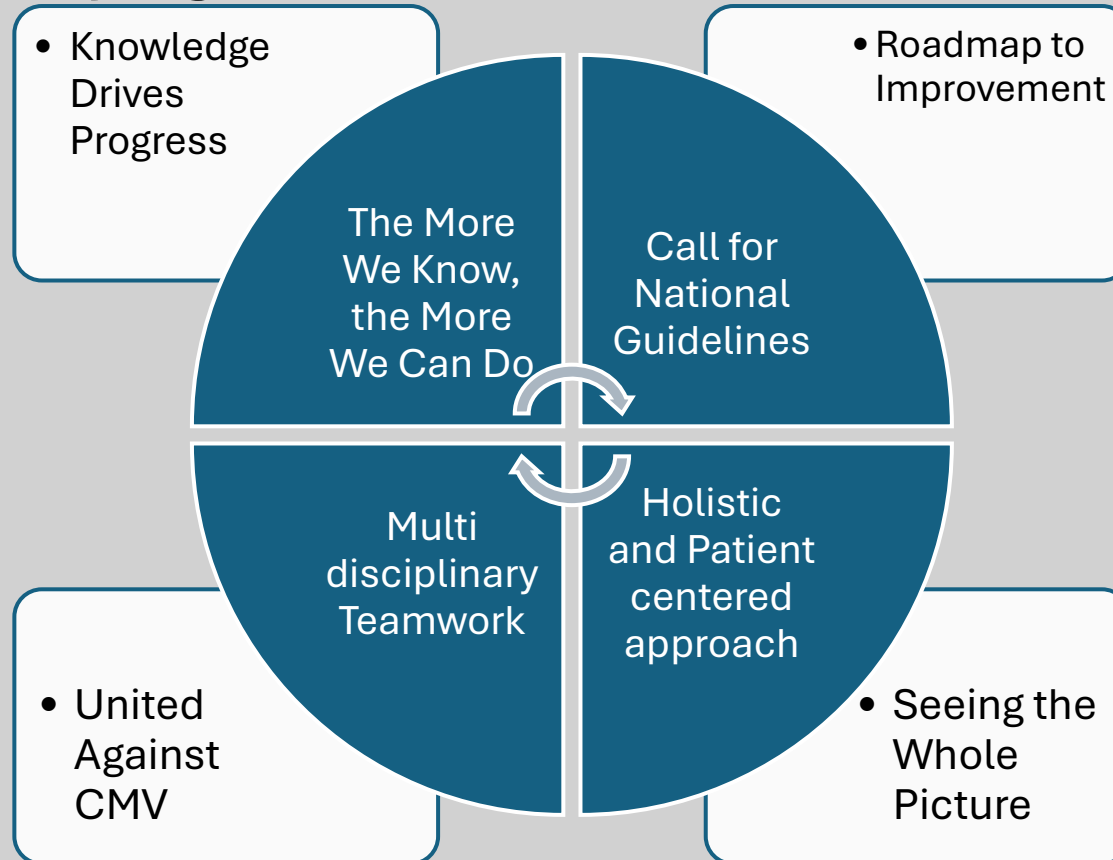 • Knowledge
Drives
Progress
• Roadmap to
Improvement
The More
We Know,
the More
We Can Do
Call for
National
Guidelines
Multi
disciplinary
Teamwork
Holistic
and Patient
centered
approach
• United
Against
CMV
• Seeing the
Whole
Picture